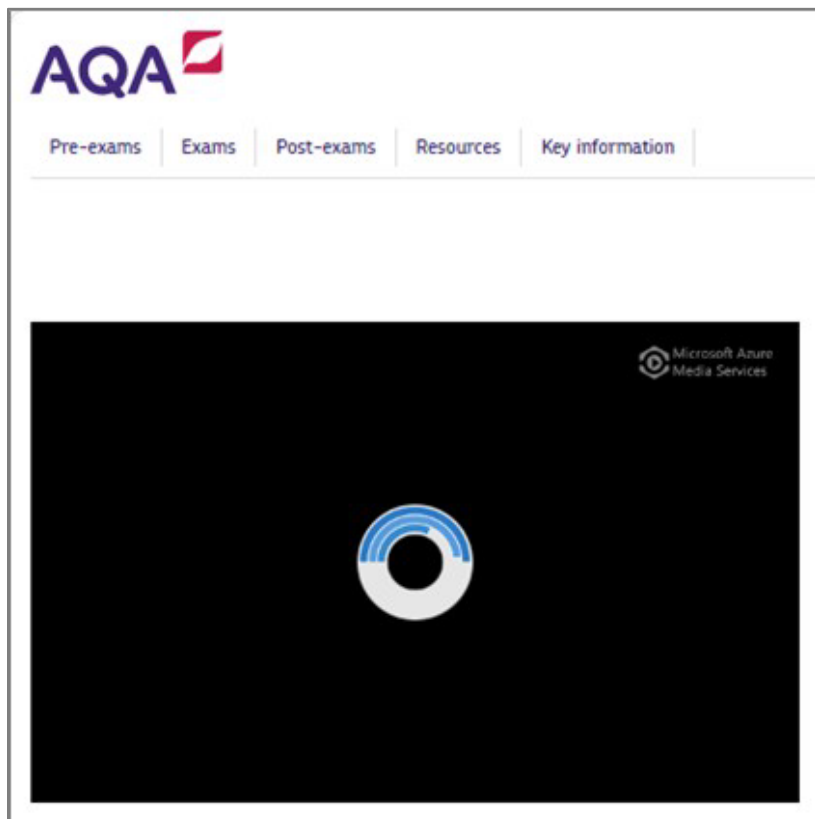 AQA
Pre-exams Exams Post-exams Resources Key information
Microsoft Azure
Media Services